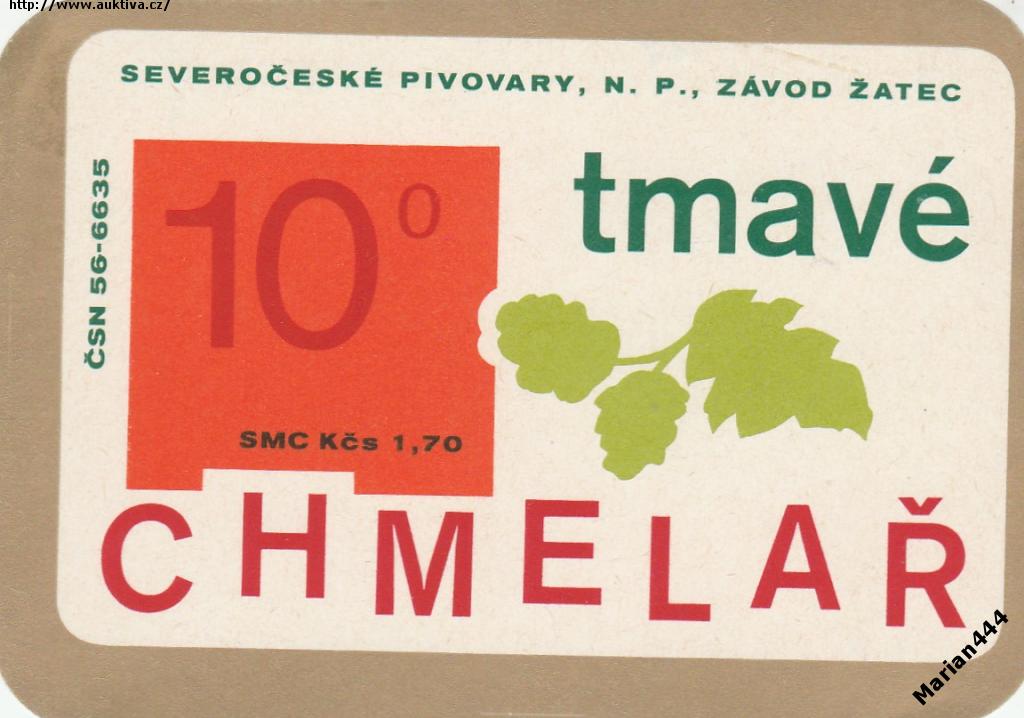 http://www.auktiva.cz/
SEVEROČESKÉ PIVOVARY, N. P., ZÁVOD ŽATEC
ČSN 56-6635
10°
tmavé
SMC Kčs 1,70
CHMELAŘ
Marian444